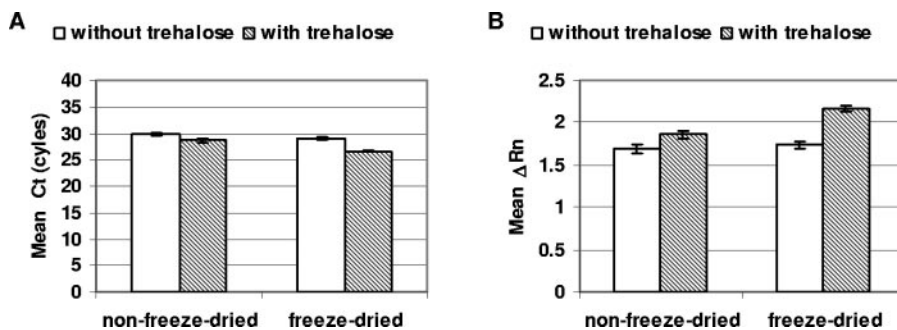 A
without trehalose with trehalose
Mean Ct (cyles)
40
35
30
25
20
15
10
5
0
non-freeze-dried freeze-dried
B
without trehalose with trehalose
Mean ΔRn
2.5
2
1.5
1
0.5
0
non-freeze-dried freeze-dried